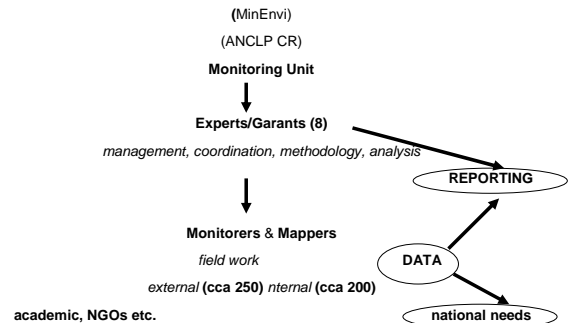 (MinEnvi)
(ANCLP CR)
Monitoring Unit
Experts/Garants (8)
management, coordination, methodology, analysis
REPORTING
Monitorers & Mappers
field work
DATA
external (cca 250) nternal (cca 200)
academic, NGOs etc.
national needs